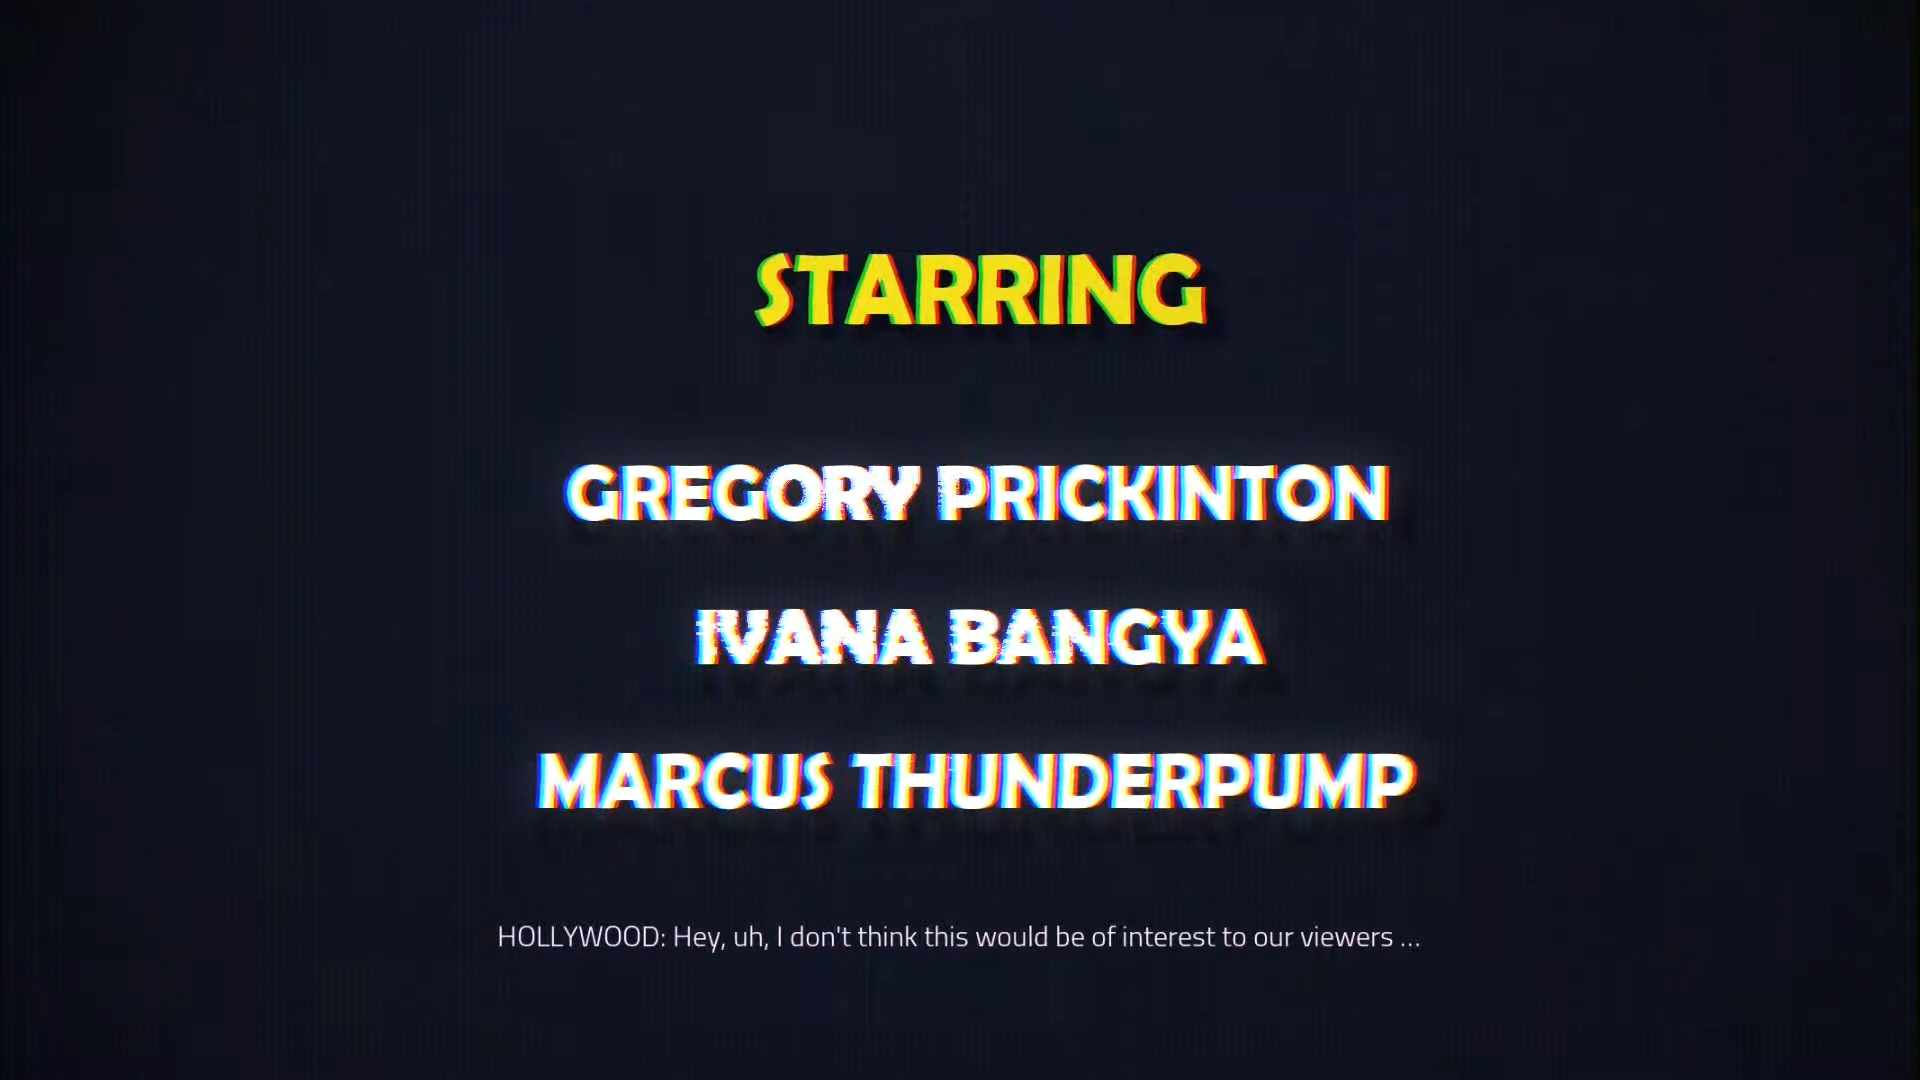 STARRING
GREGORY PRICKINTON
IVANA BANGYA
MARCUS THUNDERPUMP
HOLLYWOOD: Hey, uh, I don't think this would be of interest to our viewers ...